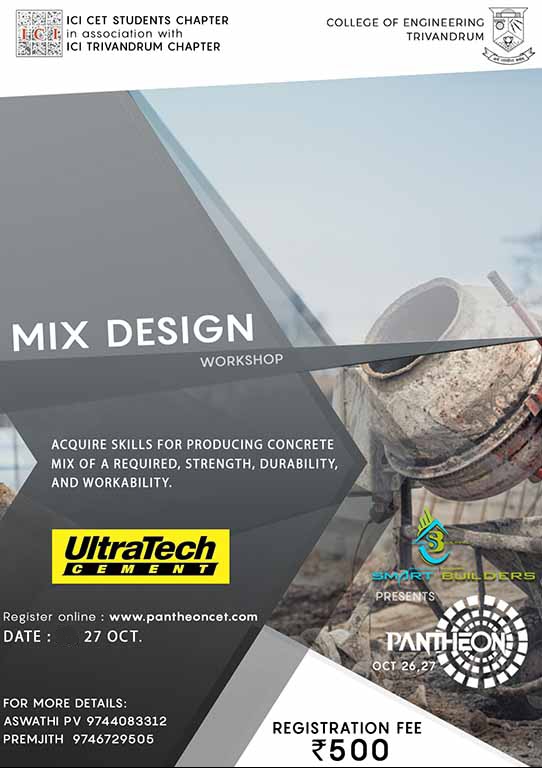 ICI CET STUDENTS CHAPTER
in association with
ICI TRIVANDRUM CHAPTER
I C I
COLLEGE OF ENGINEERING
TRIVANDRUM
MIX DESIGN
WORKSHOP
ACQUIRE SKILLS FOR PRODUCING CONCRETE
MIX OF A REQUIRED, STRENGTH, DURABILITY,
AND WORKABILITY.
UltraTech
CEMENT
SMART BUILDERS
PRESENTS
PANTHEON
OCT 26,27
Register online : www.pantheoncet.com
DATE : 27 OCT.
FOR MORE DETAILS:
ASWATHI PV 9744083312
PREMJITH 9746729505
REGISTRATION FEE
₹500